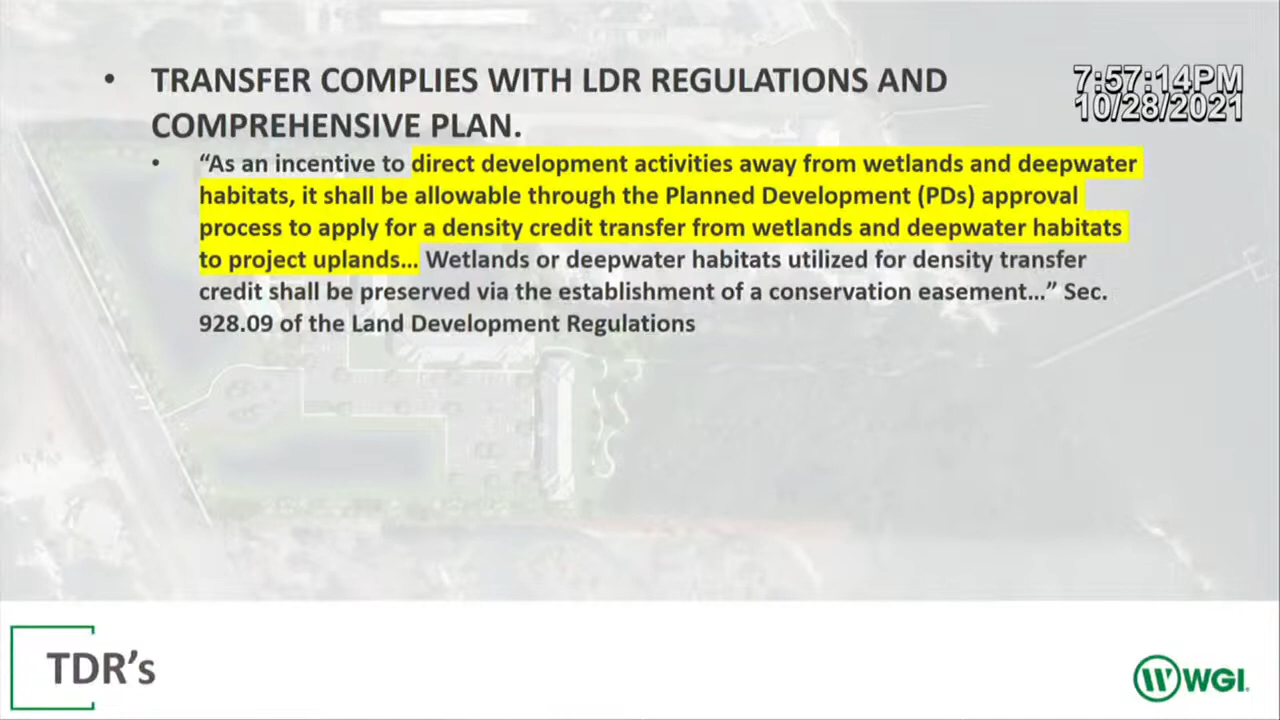 TRANSFER COMPLIES WITH LDR REGULATIONS AND
COMPREHENSIVE PLAN.
7:57:14PM
10/28/2021
“As an incentive to direct development activities away from wetlands and deepwater
habitats, it shall be allowable through the Planned Development (PDs) approval
process to apply for a density credit transfer from wetlands and deepwater habitats
to project uplands… Wetlands or deepwater habitats utilized for density transfer
credit shall be preserved via the establishment of a conservation easement…” Sec.
928.09 of the Land Development Regulations
TDR’s
WGI.